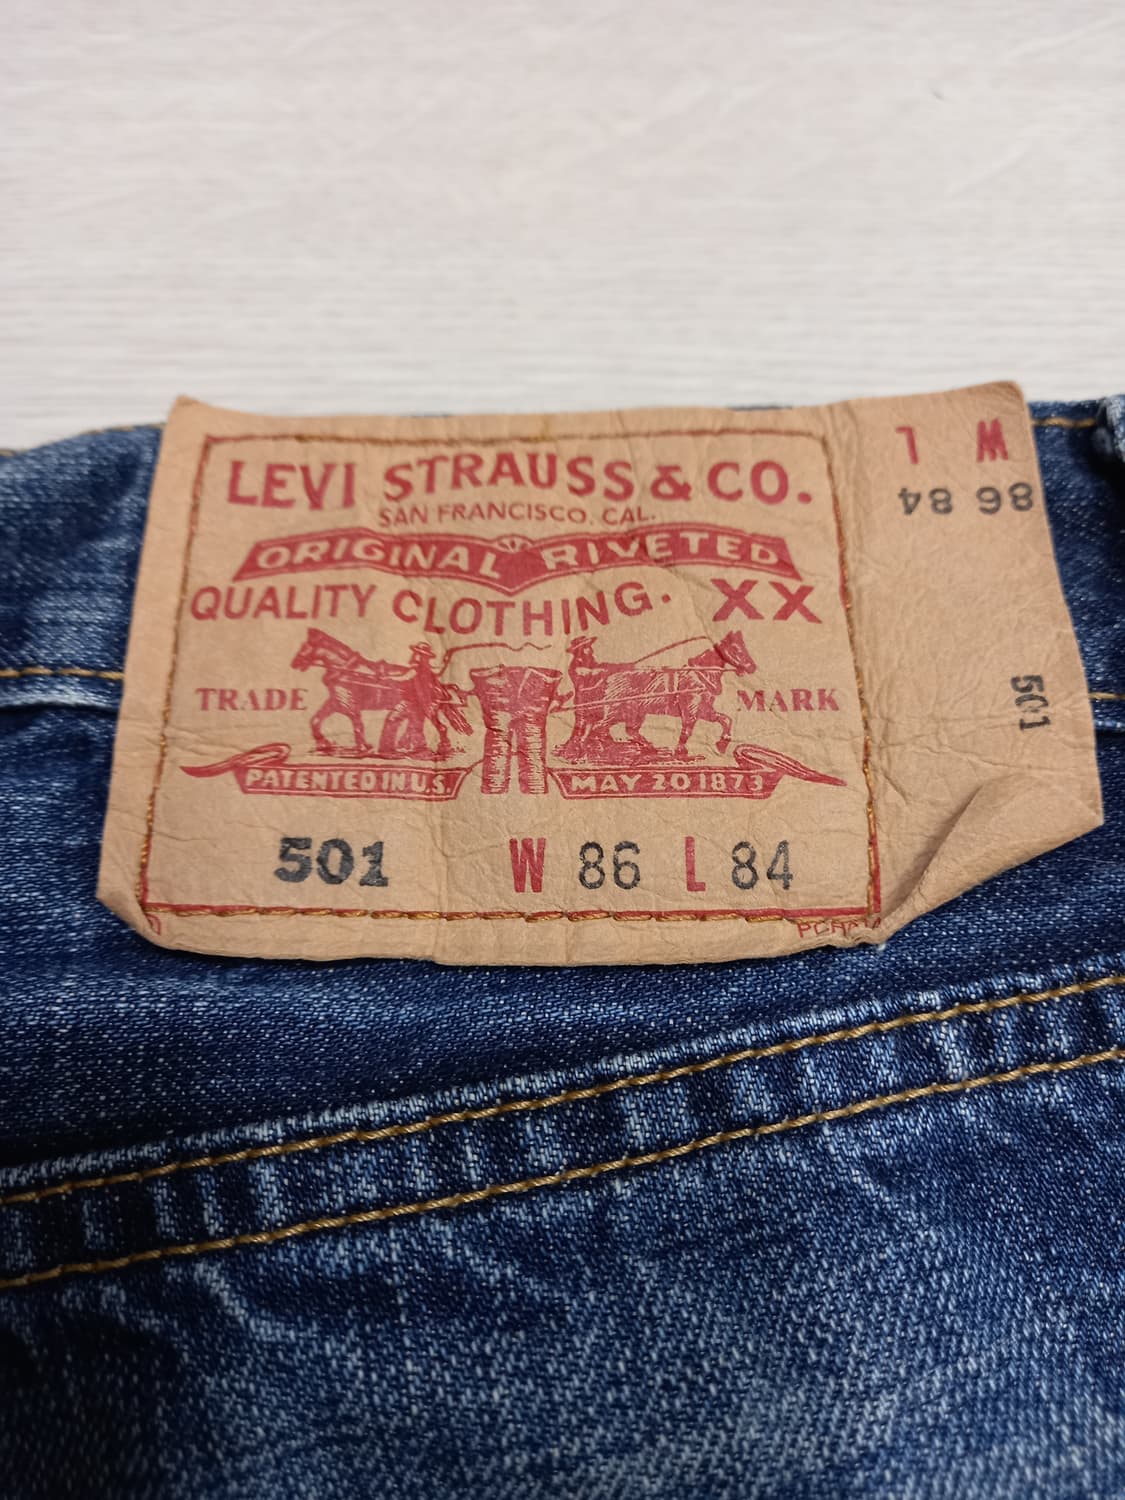 LEVI STRAUSS & CO.
SAN FRANCISCO, CAL.
ORIGINAL RIVETED
QUALITY CLOTHING. XX
TRADE MARK
PATENTED IN U.S. MAY 20 1873
501 W 86 L 84
W L
86 84
501